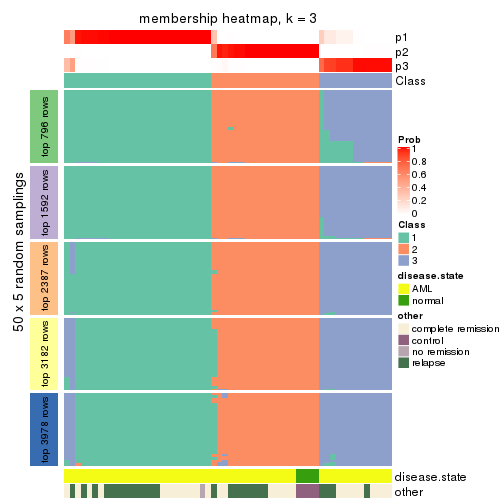 membership heatmap, k = 3
p1
p2
p3
Class
50 x 5 random samplings
top 796 rows
top 1592 rows
top 2387 rows
top 3182 rows
top 3978 rows
disease.state
other
Prob
1
0.8
0.6
0.4
0.2
0
Class
1
2
3
disease.state
AML
normal
other
complete remission
control
no remission
relapse